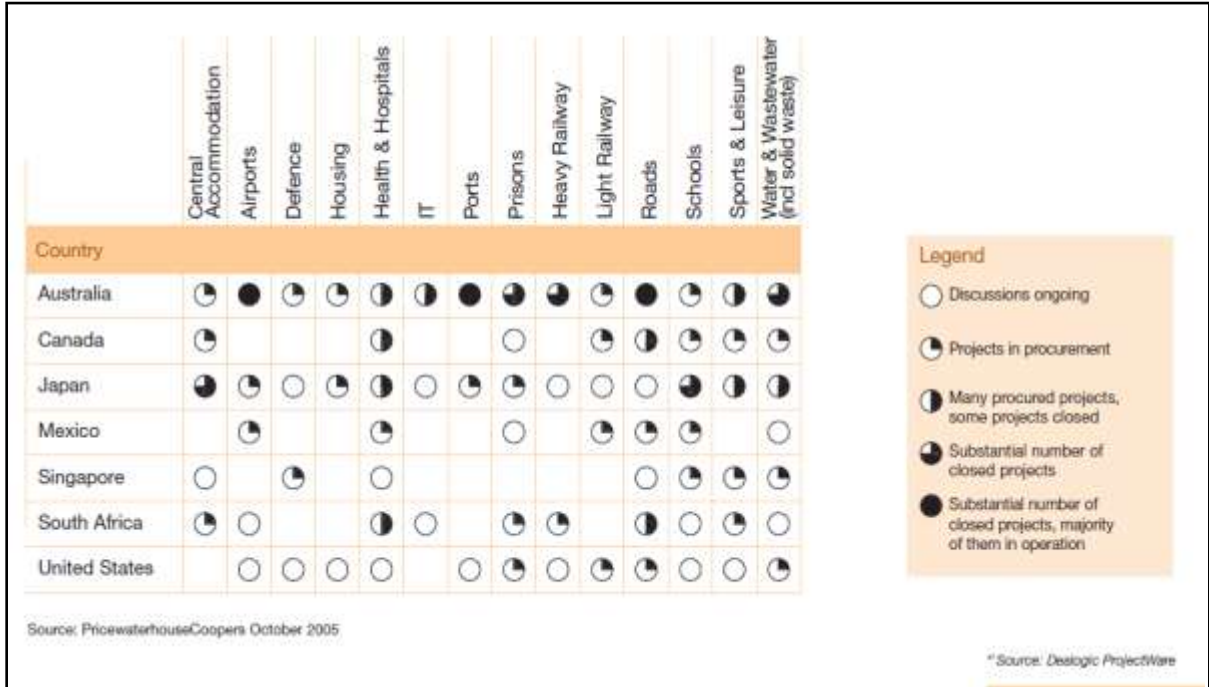 Central
Accommodation
Airports
Defence
Housing
Health & Hospitals
IT
Ports
Prisons
Heavy Railway
Light Railway
Roads
Schools
Sports & Leisure
Water & Wastewater
(incl solid waste)
Country
Australia
Canada
Japan
Mexico
Singapore
South Africa
United States
Legend
Discussions ongoing
Projects in procurement
Many procured projects,
some projects closed
Substantial number of
closed projects
Substantial number of
closed projects, majority
of them in operation
Source: PricewaterhouseCoopers October 2005
*' Source: Dealogic ProjectWare